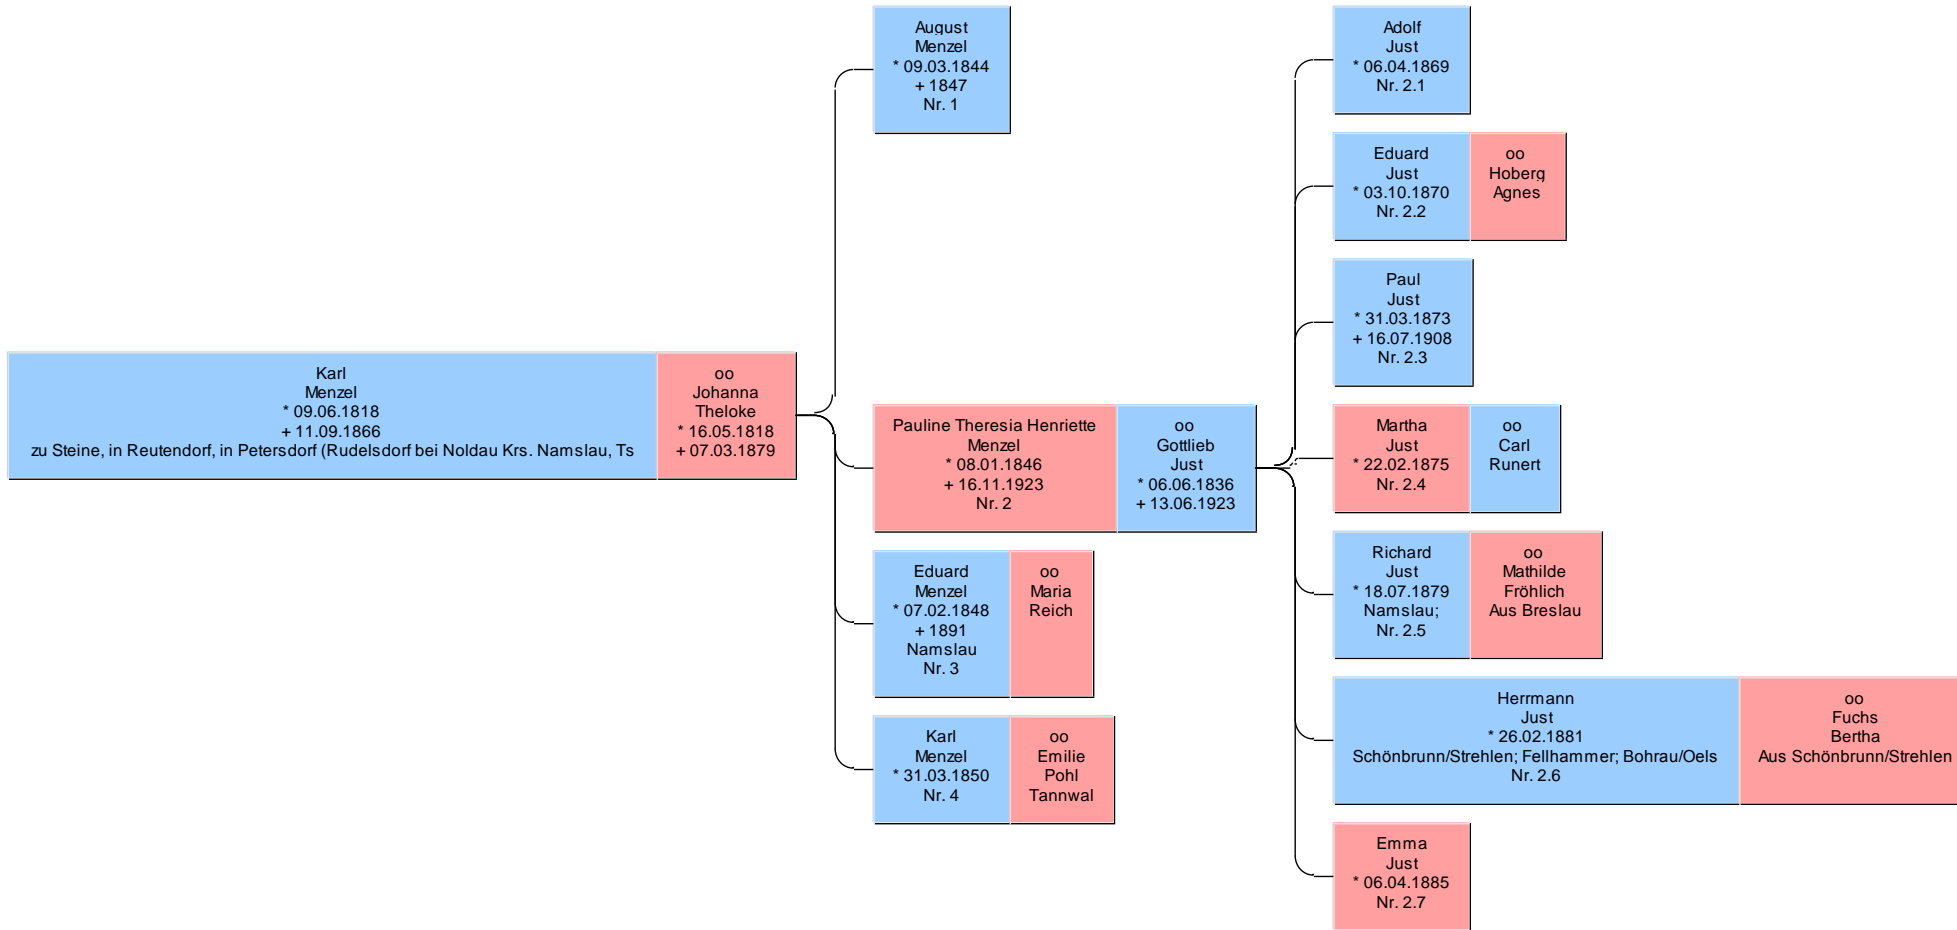 Karl
Menzel
* 09.06.1818
+ 11.09.1866
zu Steine, in Reutendorf, in Petersdorf (Rudelsdorf bei Noldau Krs. Namslau, Ts
oo
Johanna
Theloke
* 16.05.1818
+ 07.03.1879
August
Menzel
* 09.03.1844
+ 1847
Nr. 1
Pauline Theresia Henriette
Menzel
* 08.01.1846
+ 16.11.1923
Nr. 2
oo
Gottlieb
Just
* 06.06.1836
+ 13.06.1923
Eduard
Menzel
* 07.02.1848
+ 1891
Namslau
Nr. 3
oo
Maria
Reich
Karl
Menzel
* 31.03.1850
Nr. 4
oo
Emilie
Pohl
Tannwal
Adolf
Just
* 06.04.1869
Nr. 2.1
Eduard
Just
* 03.10.1870
Nr. 2.2
oo
Hoberg
Agnes
Paul
Just
* 31.03.1873
+ 16.07.1908
Nr. 2.3
Martha
Just
* 22.02.1875
Nr. 2.4
oo
Carl
Runert
Richard
Just
* 18.07.1879
Namslau;
Nr. 2.5
oo
Mathilde
Fröhlich
Aus Breslau
Herrmann
Just
* 26.02.1881
Schönbrunn/Strehlen; Fellhammer; Bohrau/Oels
Nr. 2.6
oo
Fuchs
Bertha
Aus Schönbrunn/Strehlen
Emma
Just
* 06.04.1885
Nr. 2.7